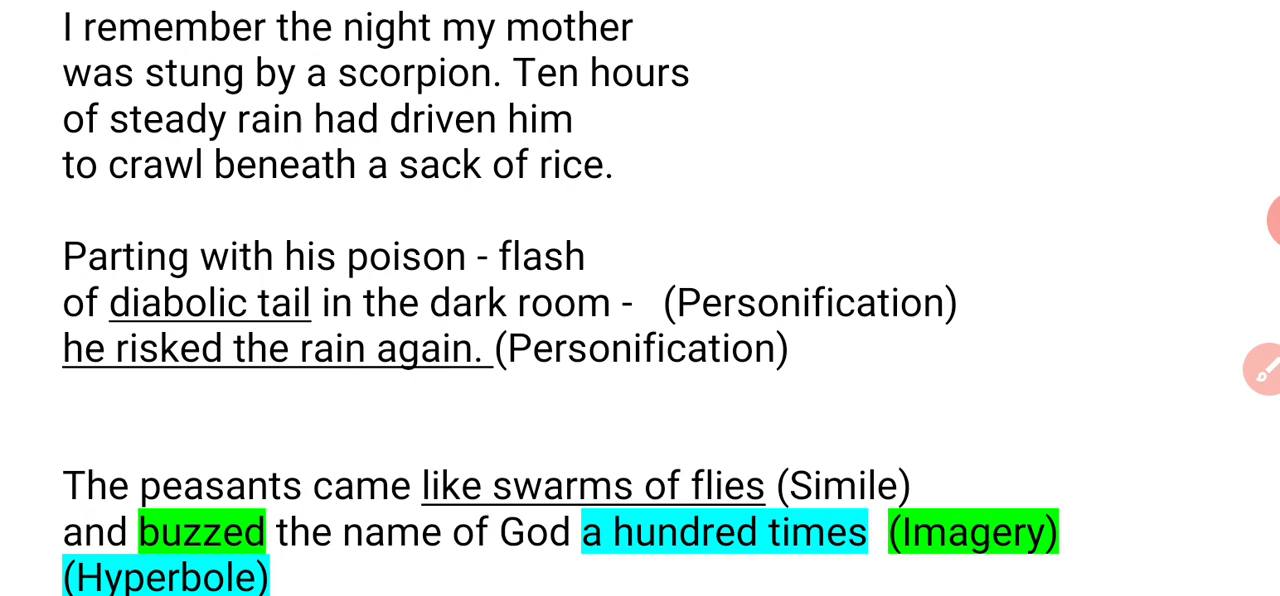 I remember the night my mother
was stung by a scorpion. Ten hours
of steady rain had driven him
to crawl beneath a sack of rice.
Parting with his poison - flash
of diabolic tail in the dark room - (Personification)
he risked the rain again. (Personification)
The peasants came like swarms of flies (Simile)
and buzzed the name of God a hundred times (Imagery)
(Hyperbole)